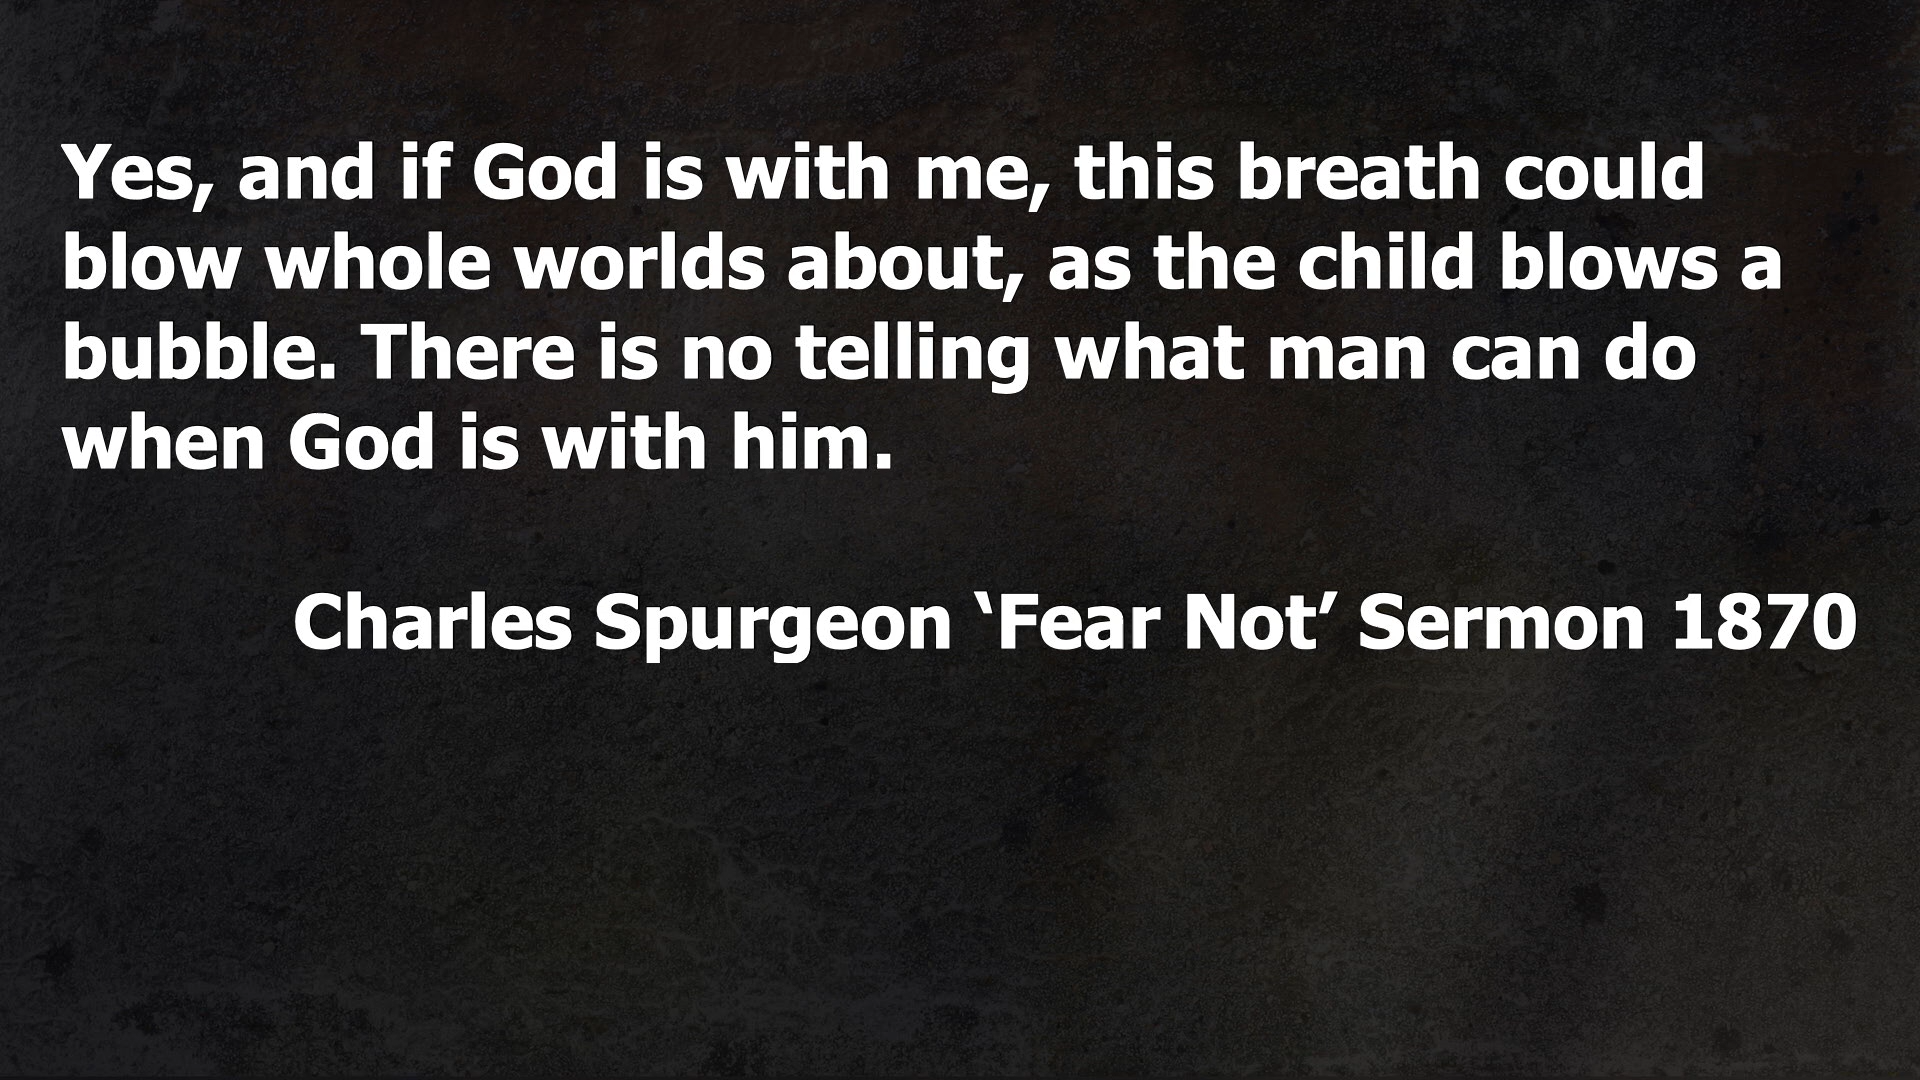 Yes, and if God is with me, this breath could
blow whole worlds about, as the child blows a
bubble. There is no telling what man can do
when God is with him.
Charles Spurgeon ‘Fear Not’ Sermon 1870